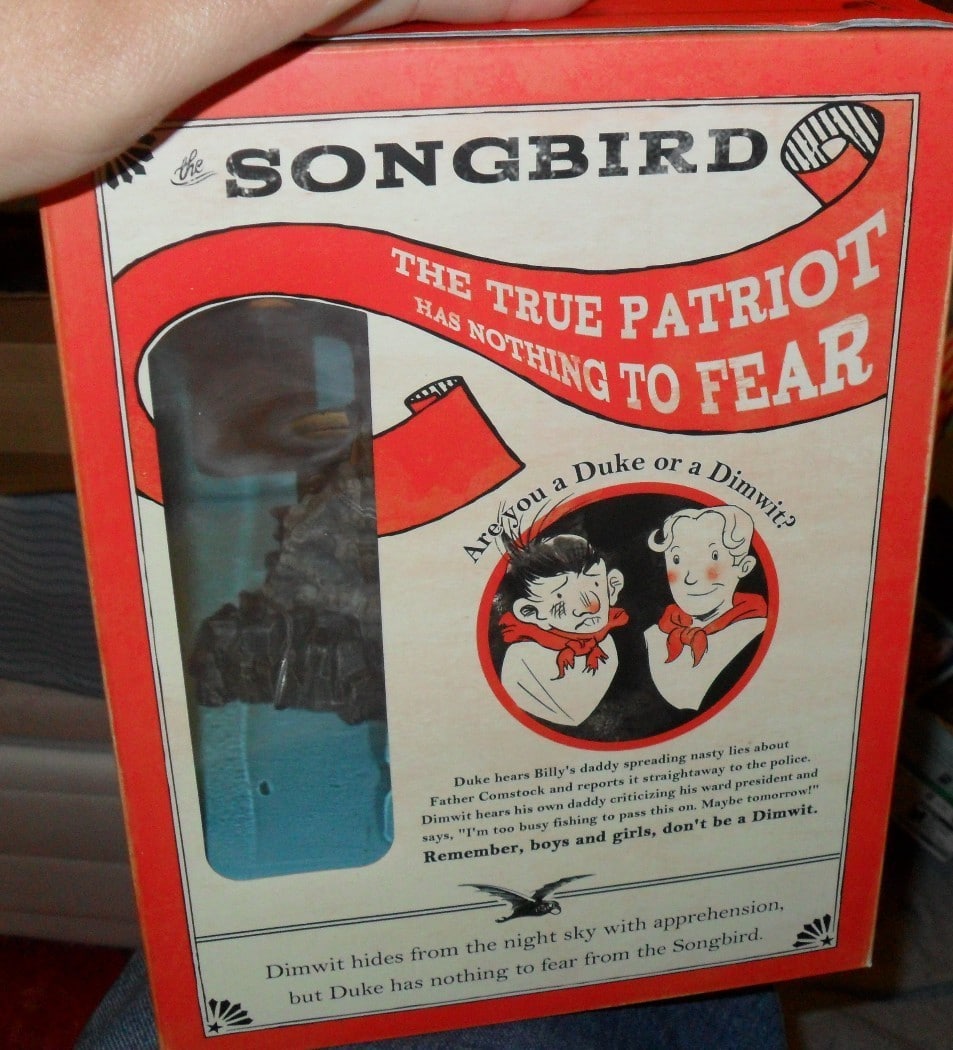 the SONGBIRD
THE TRUE PATRIOT
HAS NOTHING TO FEAR
Are you a Duke or a Dimwit?
Duke hears Billy's daddy spreading nasty lies about
Father Comstock and reports it straightaway to the police.
Dimwit hears his own daddy criticizing his ward president and
says, "I'm too busy fishing to pass this on. Maybe tomorrow!"
Remember, boys and girls, don't be a Dimwit.
Dimwit hides from the night sky with apprehension,
but Duke has nothing to fear from the Songbird.